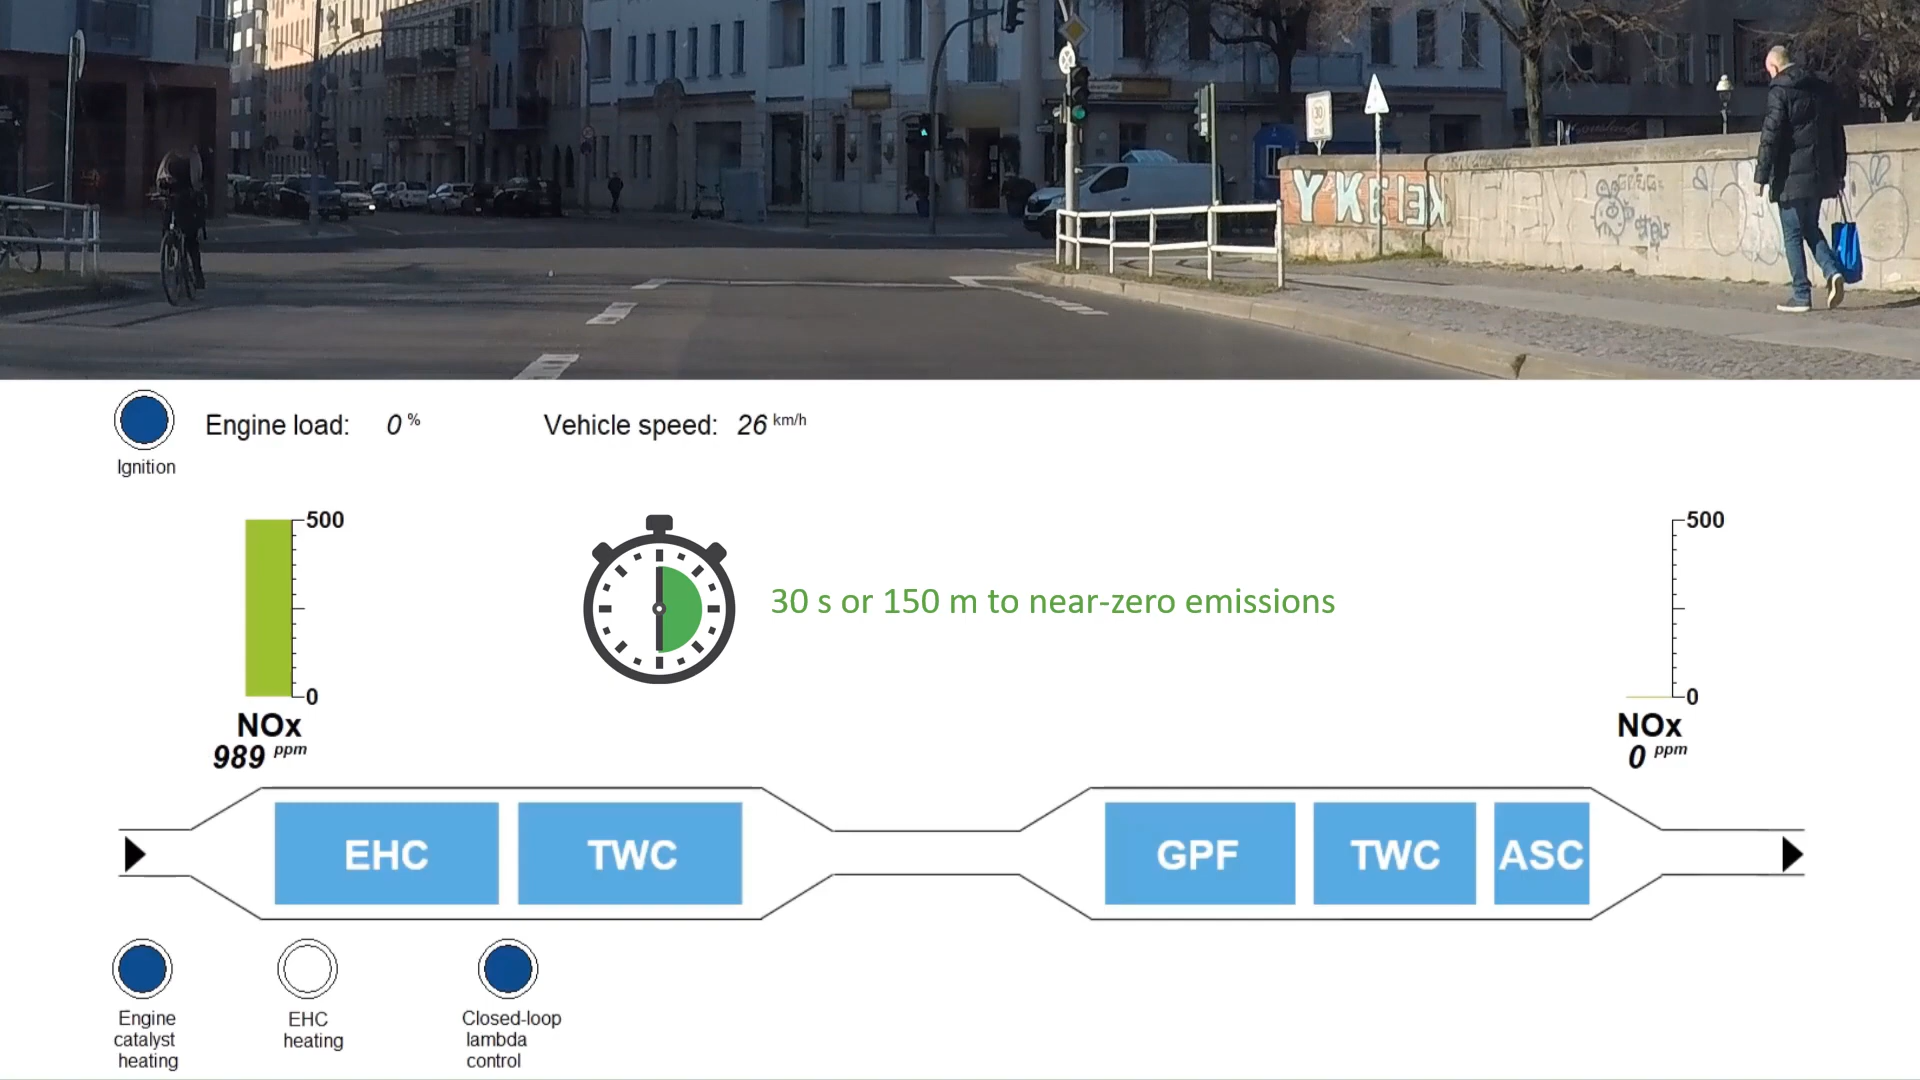 30
Engine load: 0 %
Vehicle speed: 26 km/h
Ignition
500
0
NOx
989 ppm
30 s or 150 m to near-zero emissions
500
0
NOx
0 ppm
EHC
TWC
GPF
TWC
ASC
Engine
catalyst
heating
EHC
heating
Closed-loop
lambda
control